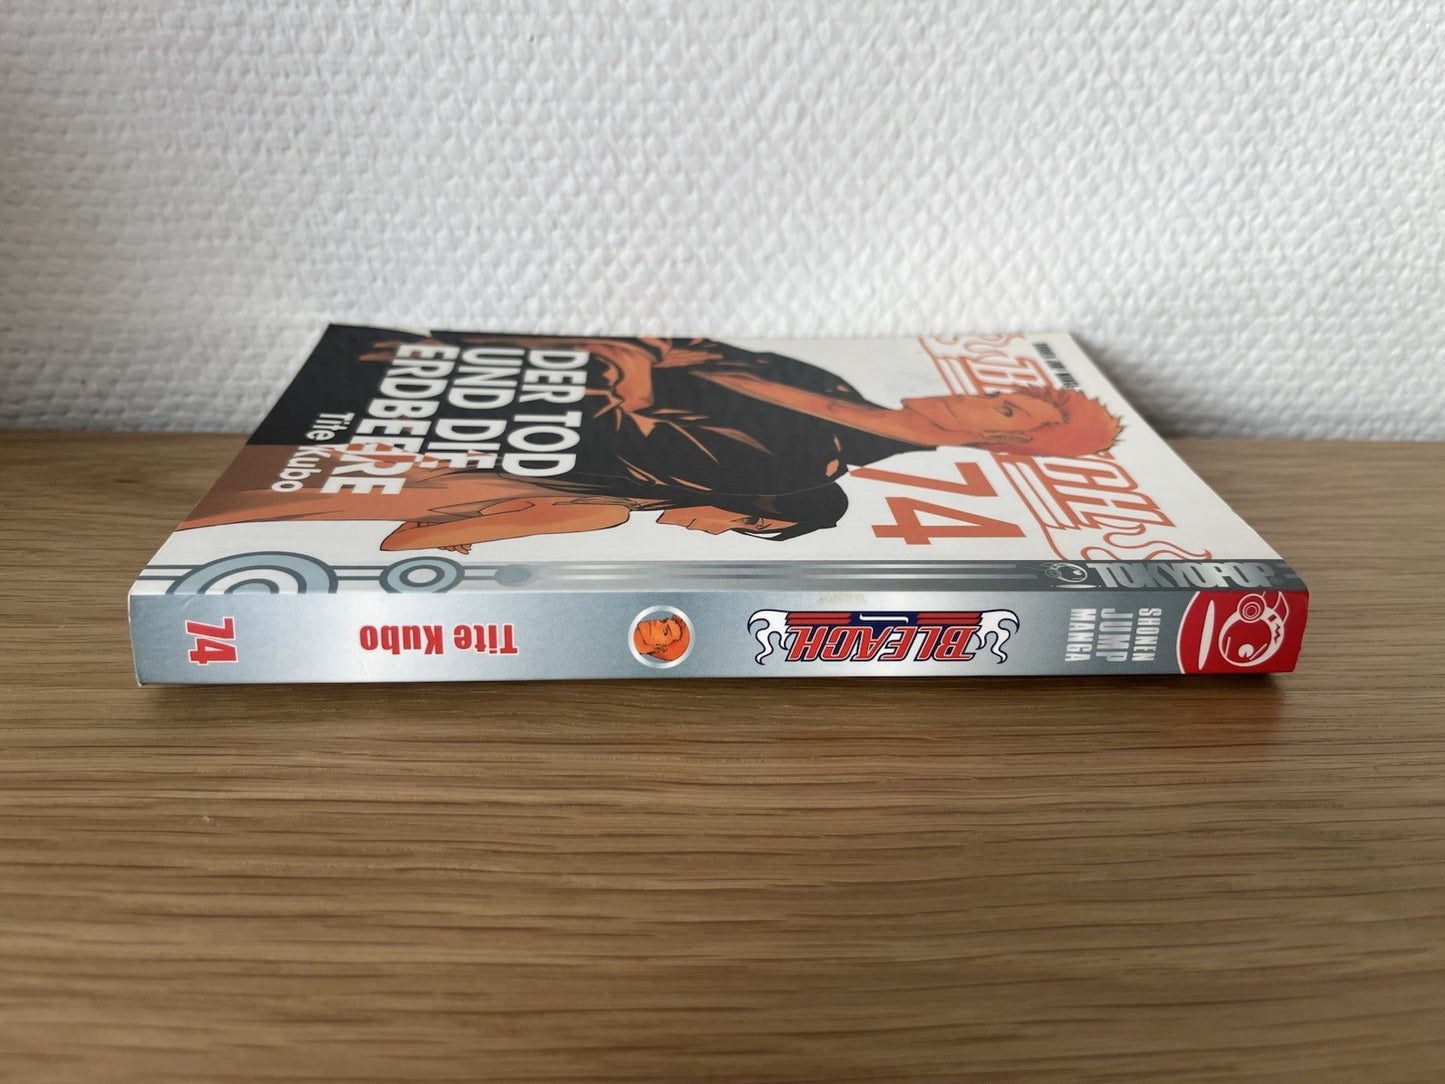 DER TOD
UND DIE
ERDBEERE
Tite Kubo
74
TOKYOPOP
SHONEN
JUMP
MANGA
BLEACH
Tite Kubo
74